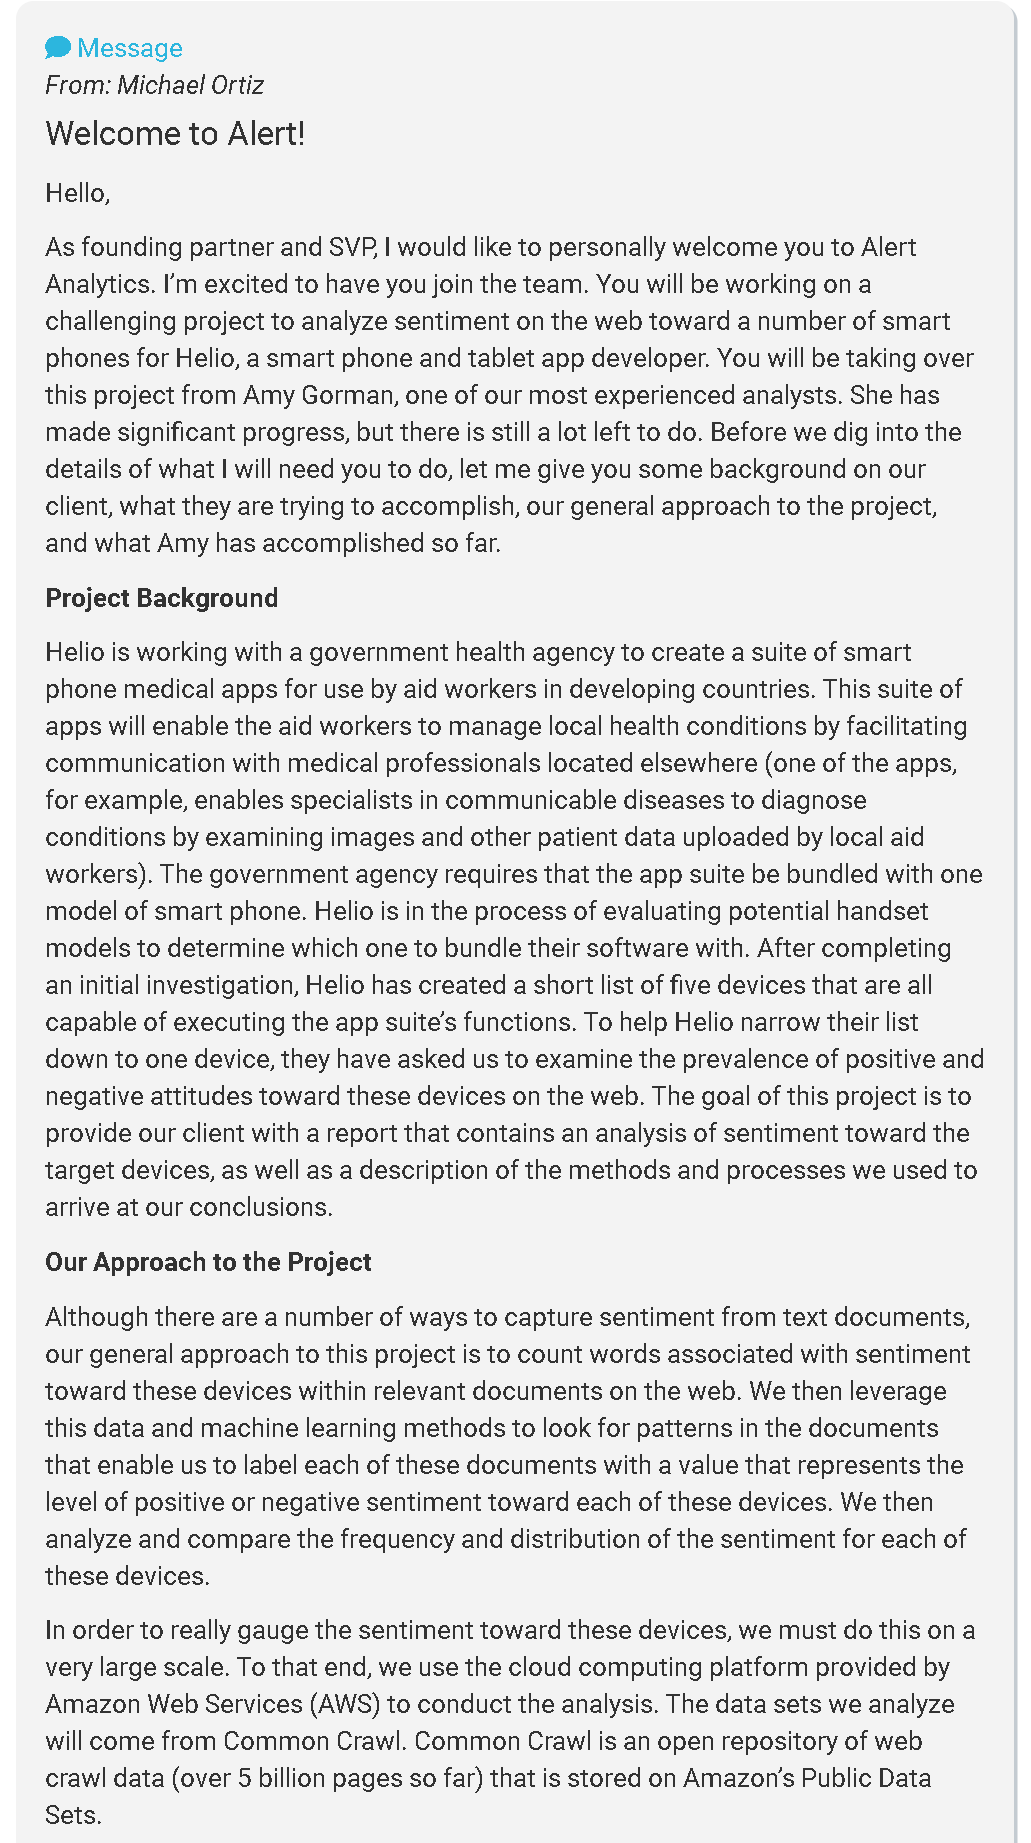 Message
From: Michael Ortiz
Welcome to Alert!
Hello,
As founding partner and SVP, I would like to personally welcome you to Alert
Analytics. I’m excited to have you join the team. You will be working on a
challenging project to analyze sentiment on the web toward a number of smart
phones for Helio, a smart phone and tablet app developer. You will be taking over
this project from Amy Gorman, one of our most experienced analysts. She has
made significant progress, but there is still a lot left to do. Before we dig into the
details of what I will need you to do, let me give you some background on our
client, what they are trying to accomplish, our general approach to the project,
and what Amy has accomplished so far.
Project Background
Helio is working with a government health agency to create a suite of smart
phone medical apps for use by aid workers in developing countries. This suite of
apps will enable the aid workers to manage local health conditions by facilitating
communication with medical professionals located elsewhere (one of the apps,
for example, enables specialists in communicable diseases to diagnose
conditions by examining images and other patient data uploaded by local aid
workers). The government agency requires that the app suite be bundled with one
model of smart phone. Helio is in the process of evaluating potential handset
models to determine which one to bundle their software with. After completing
an initial investigation, Helio has created a short list of five devices that are all
capable of executing the app suite’s functions. To help Helio narrow their list
down to one device, they have asked us to examine the prevalence of positive and
negative attitudes toward these devices on the web. The goal of this project is to
provide our client with a report that contains an analysis of sentiment toward the
target devices, as well as a description of the methods and processes we used to
arrive at our conclusions.
Our Approach to the Project
Although there are a number of ways to capture sentiment from text documents,
our general approach to this project is to count words associated with sentiment
toward these devices within relevant documents on the web. We then leverage
this data and machine learning methods to look for patterns in the documents
that enable us to label each of these documents with a value that represents the
level of positive or negative sentiment toward each of these devices. We then
analyze and compare the frequency and distribution of the sentiment for each of
these devices.
In order to really gauge the sentiment toward these devices, we must do this on a
very large scale. To that end, we use the cloud computing platform provided by
Amazon Web Services (AWS) to conduct the analysis. The data sets we analyze
will come from Common Crawl. Common Crawl is an open repository of web
crawl data (over 5 billion pages so far) that is stored on Amazon’s Public Data
Sets.